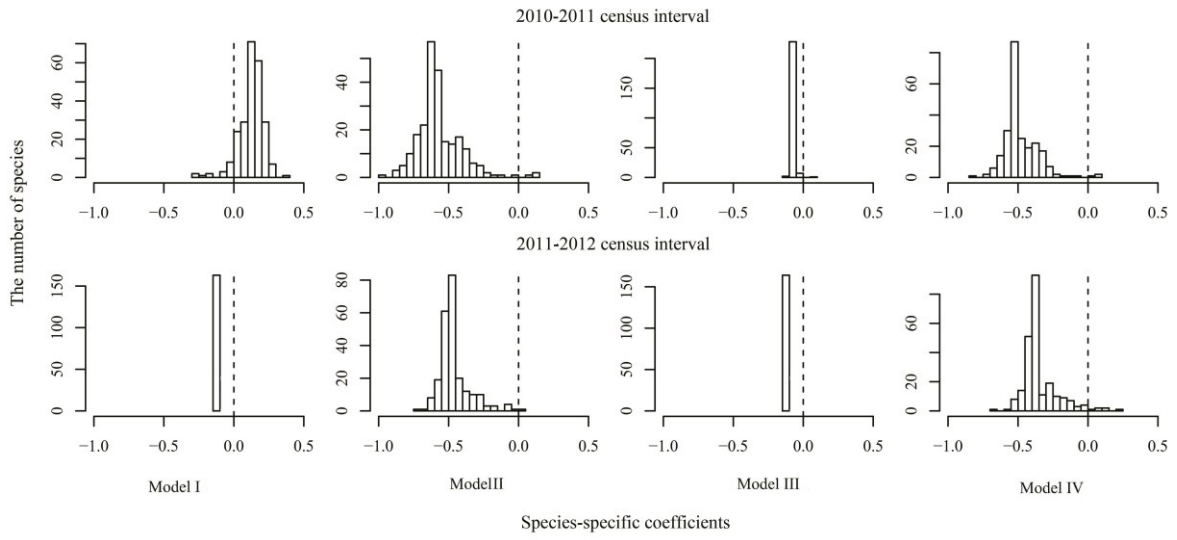 2010-2011 census interval
The number of species
0 20 40 60
−1.0 −0.5 0.0 0.5
0 20 40
−1.0 −0.5 0.0 0.5
0 50 150
−1.0 −0.5 0.0 0.5
0 20 60
−1.0 −0.5 0.0 0.5
2011-2012 census interval
0 50 100 150
−1.0 −0.5 0.0 0.5
0 20 40 60 80
−1.0 −0.5 0.0 0.5
0 50 100 150
−1.0 −0.5 0.0 0.5
0 20 60
−1.0 −0.5 0.0 0.5
Model I
ModelII
Model III
Model IV
Species-specific coefficients